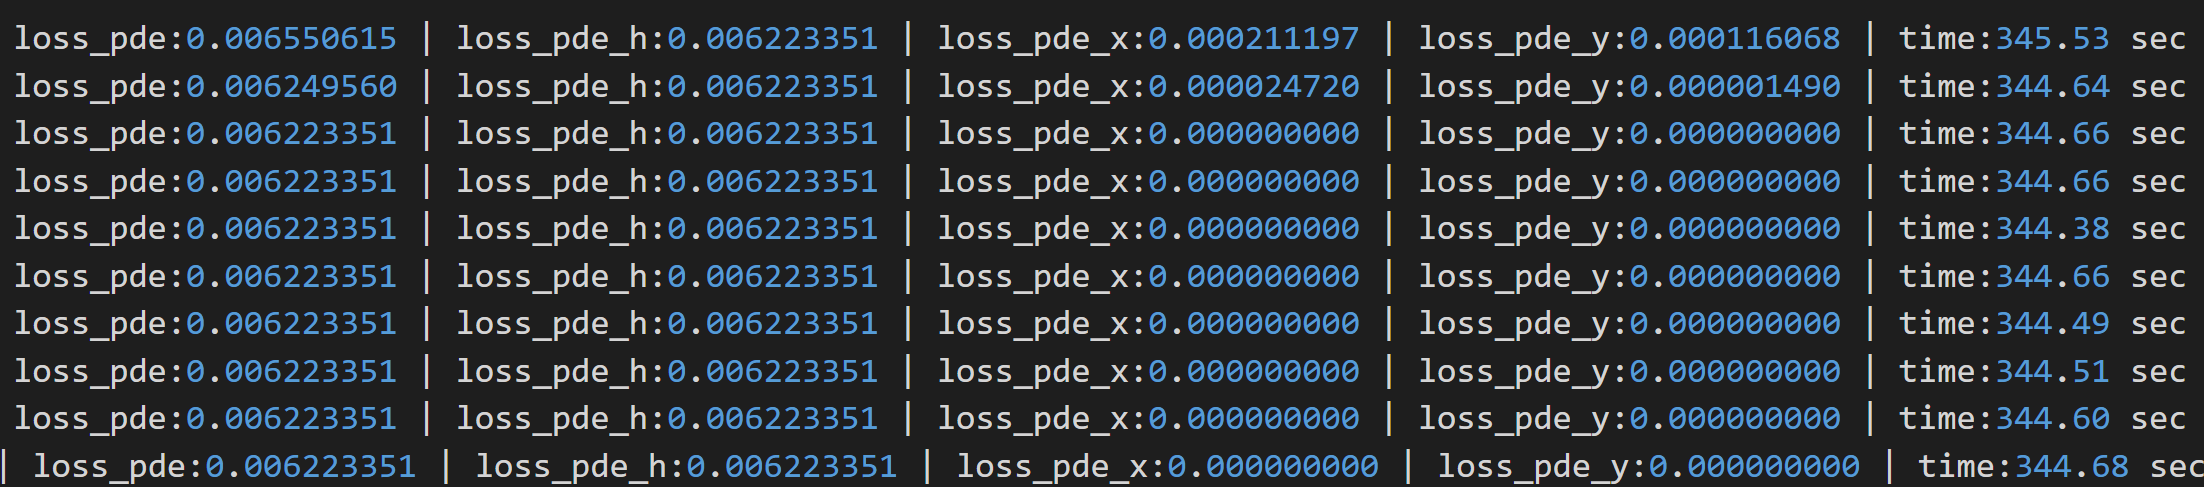 loss_pde:0.006550615 | loss_pde_h:0.006223351 | loss_pde_x:0.000211197 | loss_pde_y:0.000116068 | time:345.53 sec
loss_pde:0.006249560 | loss_pde_h:0.006223351 | loss_pde_x:0.000024720 | loss_pde_y:0.000001490 | time:344.64 sec
loss_pde:0.006223351 | loss_pde_h:0.006223351 | loss_pde_x:0.000000000 | loss_pde_y:0.000000000 | time:344.66 sec
loss_pde:0.006223351 | loss_pde_h:0.006223351 | loss_pde_x:0.000000000 | loss_pde_y:0.000000000 | time:344.66 sec
loss_pde:0.006223351 | loss_pde_h:0.006223351 | loss_pde_x:0.000000000 | loss_pde_y:0.000000000 | time:344.38 sec
loss_pde:0.006223351 | loss_pde_h:0.006223351 | loss_pde_x:0.000000000 | loss_pde_y:0.000000000 | time:344.66 sec
loss_pde:0.006223351 | loss_pde_h:0.006223351 | loss_pde_x:0.000000000 | loss_pde_y:0.000000000 | time:344.49 sec
loss_pde:0.006223351 | loss_pde_h:0.006223351 | loss_pde_x:0.000000000 | loss_pde_y:0.000000000 | time:344.51 sec
loss_pde:0.006223351 | loss_pde_h:0.006223351 | loss_pde_x:0.000000000 | loss_pde_y:0.000000000 | time:344.60 sec
| loss_pde:0.006223351 | loss_pde_h:0.006223351 | loss_pde_x:0.000000000 | loss_pde_y:0.000000000 | time:344.68 sec